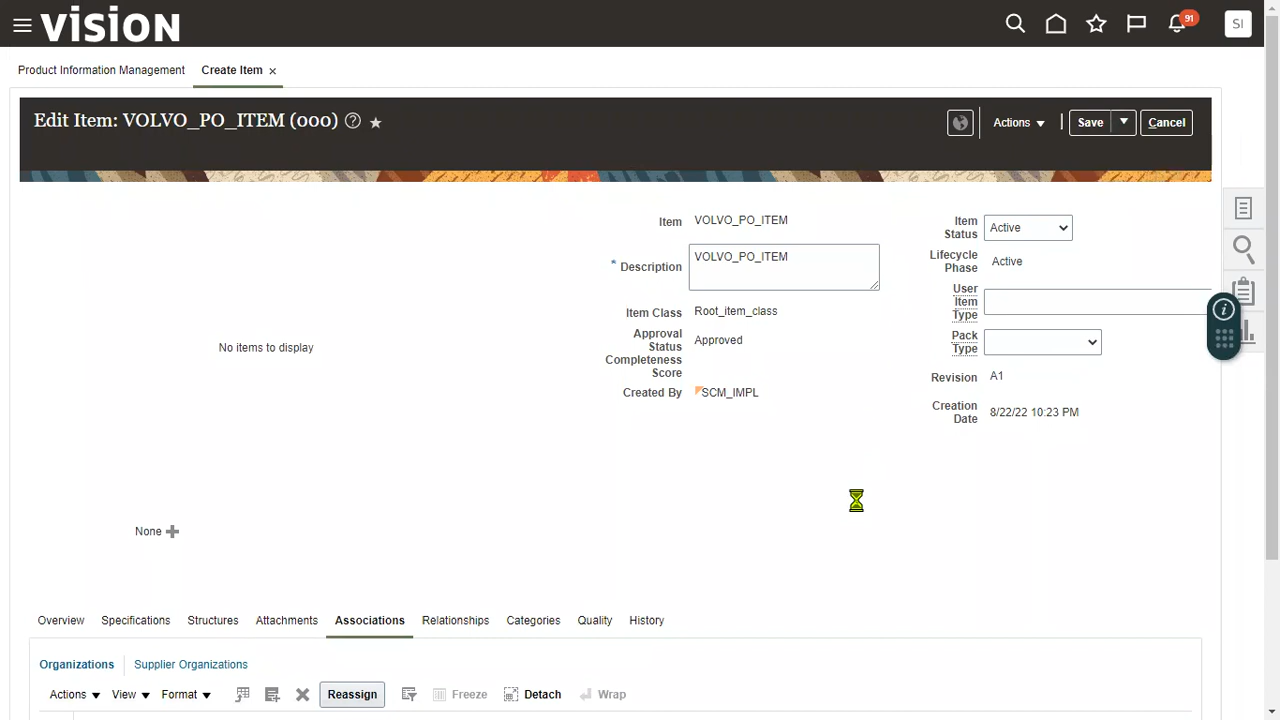 vision
91
SI
Product Information Management
Create Item ×
Edit Item: VOLVO_PO_ITEM (000) ?
Actions
Save
Cancel
Item VOLVO_PO_ITEM
* Description VOLVO_PO_ITEM
Item Class Root_item_class
Approval Status Approved
Completeness Score
Created By SCM_IMPL
Item Status Active
Lifecycle Phase Active
User Item Type
Pack Type
Revision A1
Creation Date 8/22/22 10:23 PM
i
No items to display
None
Overview Specifications Structures Attachments Associations Relationships Categories Quality History
Organizations Supplier Organizations
Actions View Format Reassign Freeze Detach Wrap